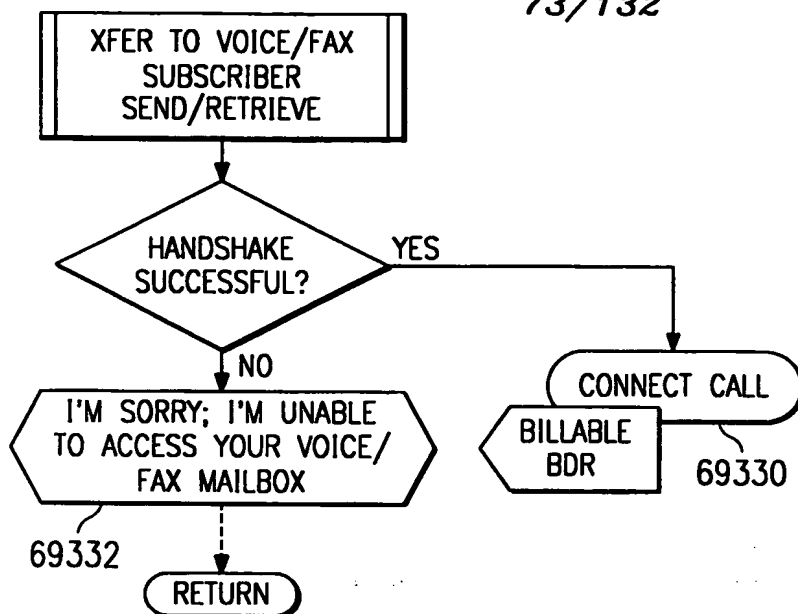 73/132
XFER TO VOICE/FAX
SUBSCRIBER
SEND/RETRIEVE
HANDSHAKE
SUCCESSFUL?
YES
NO
CONNECT CALL
I'M SORRY; I'M UNABLE
TO ACCESS YOUR VOICE/
FAX MAILBOX
BILLABLE
BDR
69330
69332
RETURN